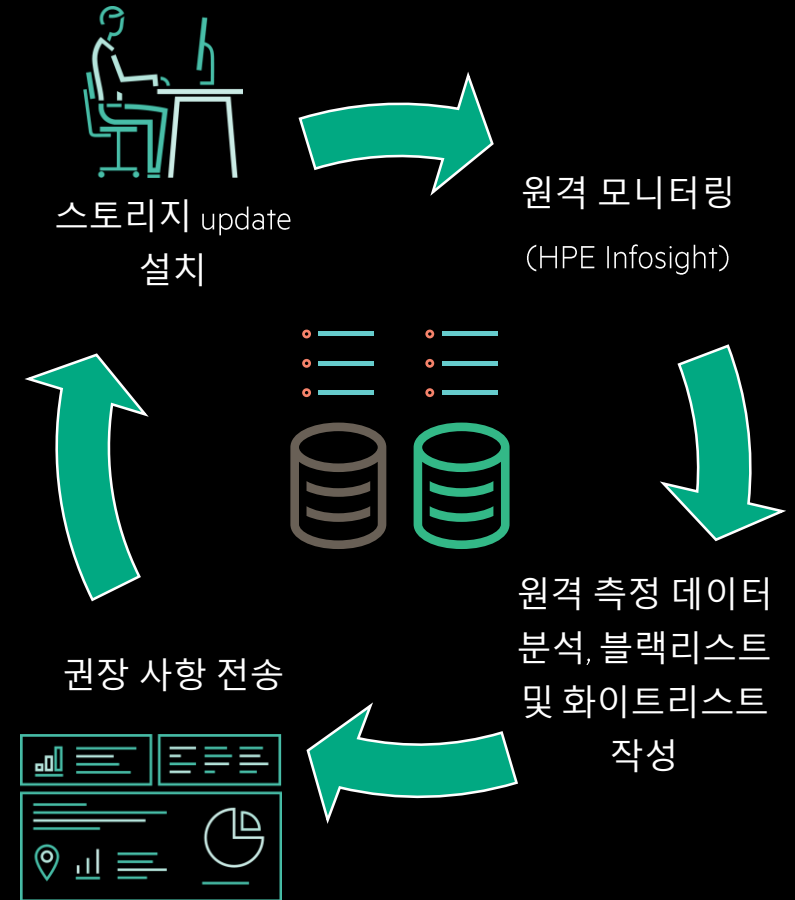 스토리지 update
설치
원격 모니터링
(HPE Infosight)
원격 측정 데이터
분석, 블랙리스트
및 화이트리스트
작성
권장 사항 전송